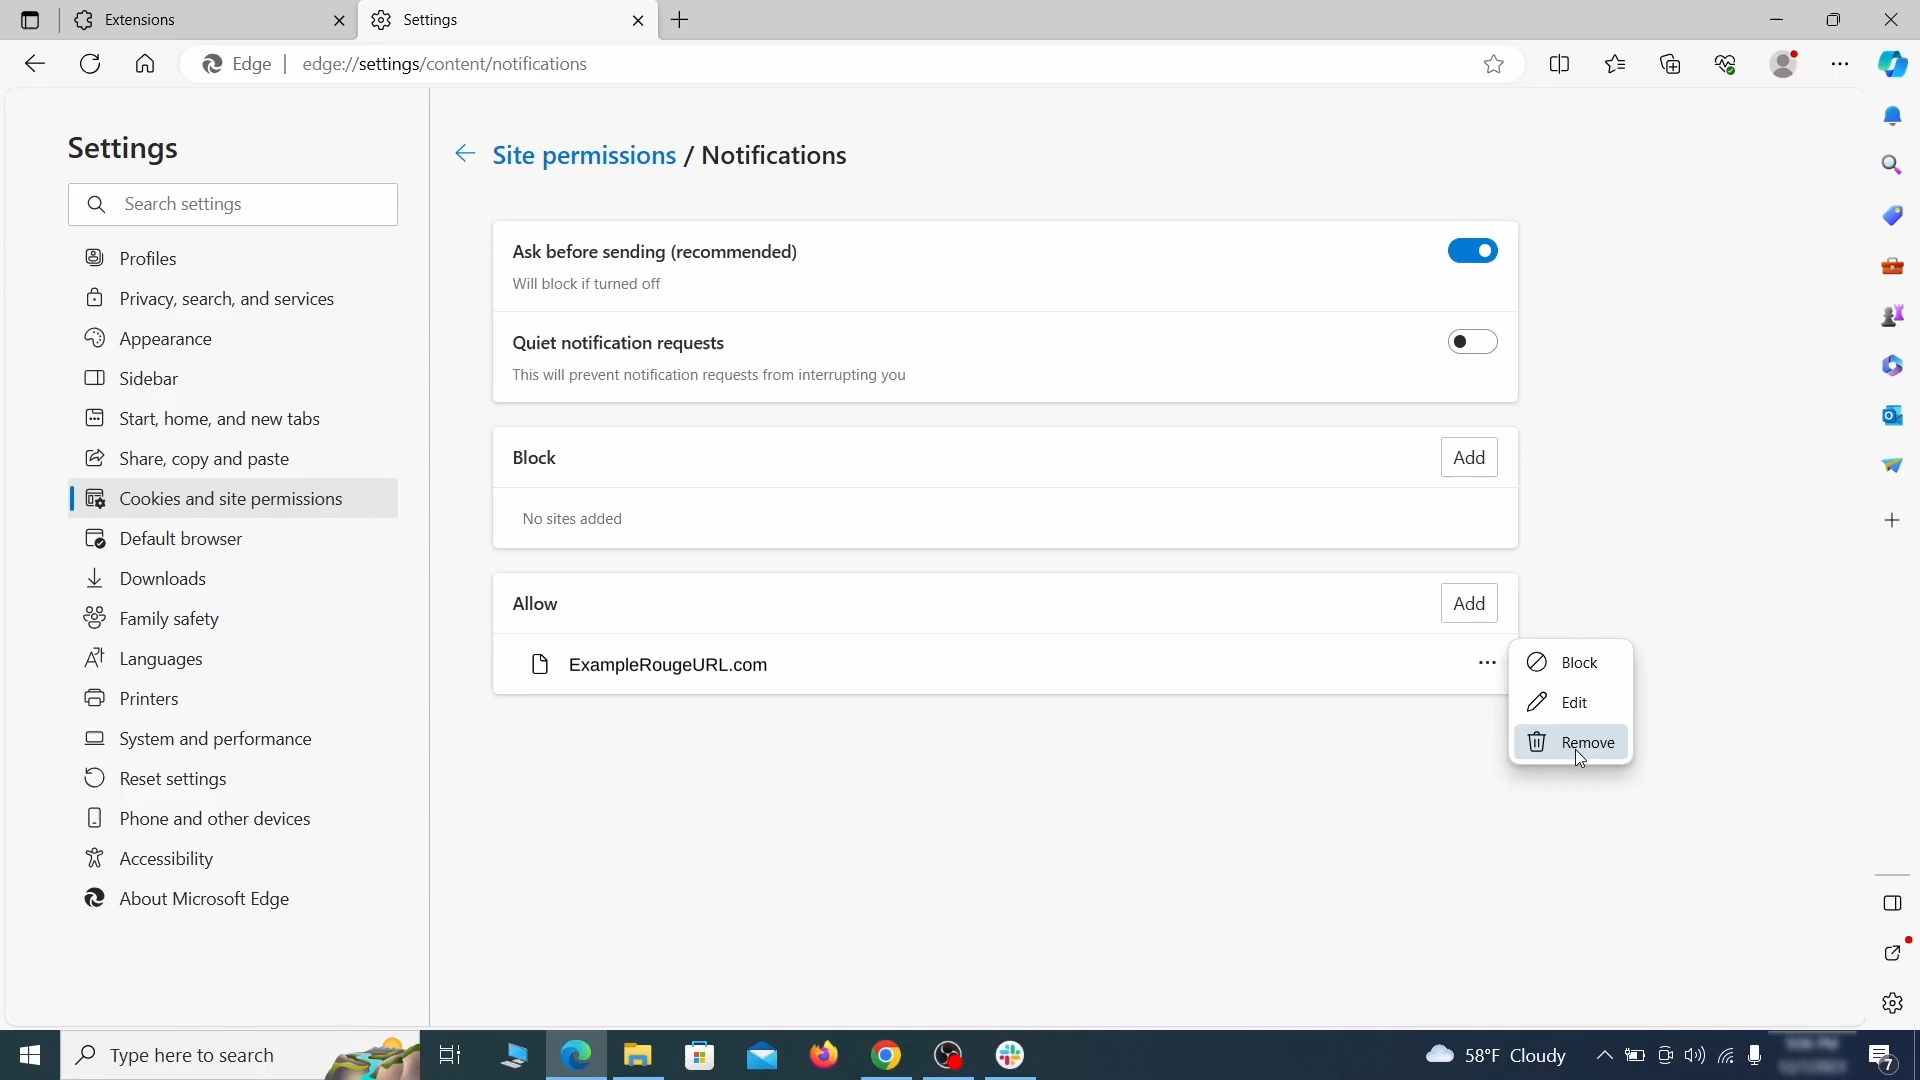 Extensions
Settings
Edge | edge://settings/content/notifications
Settings
Search settings
Profiles
Privacy, search, and services
Appearance
Sidebar
Start, home, and new tabs
Share, copy and paste
Cookies and site permissions
Default browser
Downloads
Family safety
Languages
Printers
System and performance
Reset settings
Phone and other devices
Accessibility
About Microsoft Edge
Site permissions / Notifications
Ask before sending (recommended)
Will block if turned off
Quiet notification requests
This will prevent notification requests from interrupting you
Block
Add
No sites added
Allow
Add
ExampleRougeURL.com
Block
Edit
Remove
Type here to search
58°F Cloudy
7